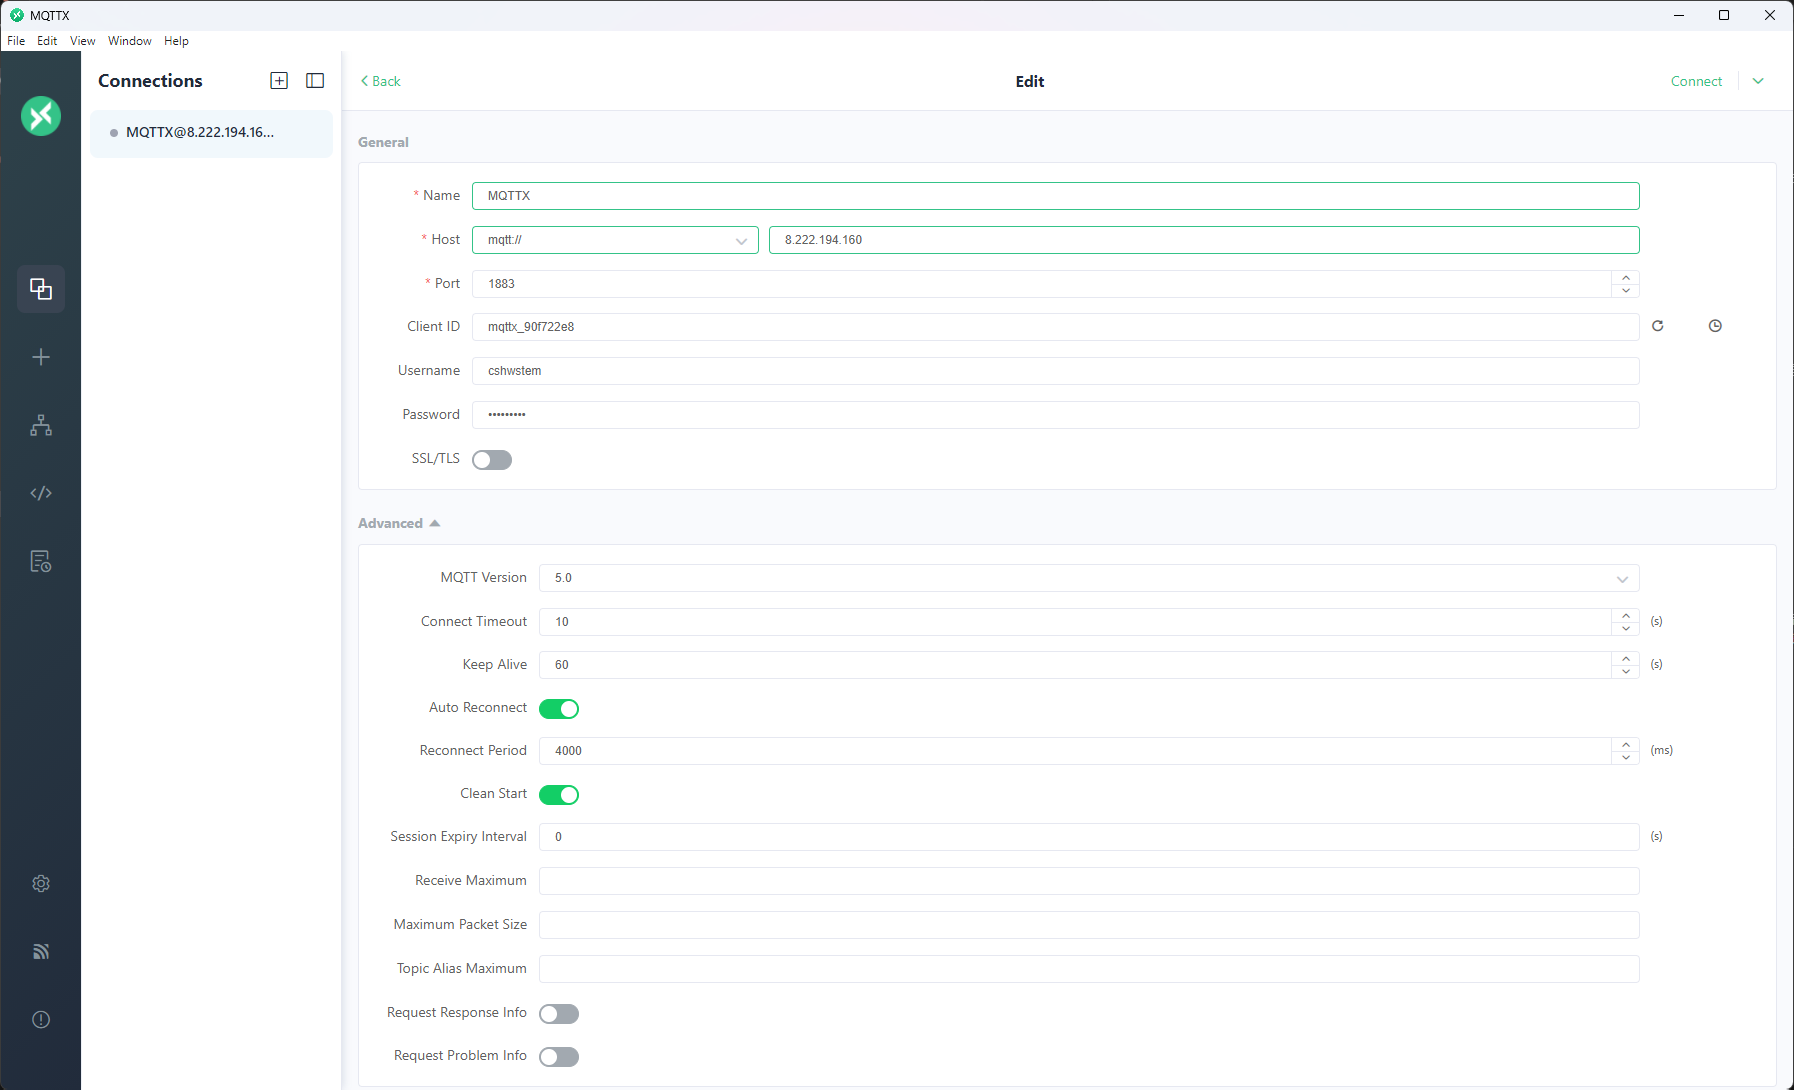 MQTTX
File Edit View Window Help
Connections
MQTTX@8.222.194.16...
Back
Edit
Connect
General
* Name MQTTX
* Host mqtt:// 8.222.194.160
* Port 1883
Client ID mqttx_90f722e8
Username cshwstem
Password •••••••••
SSL/TLS
Advanced
MQTT Version 5.0
Connect Timeout 10 (s)
Keep Alive 60 (s)
Auto Reconnect
Reconnect Period 4000 (ms)
Clean Start
Session Expiry Interval 0 (s)
Receive Maximum
Maximum Packet Size
Topic Alias Maximum
Request Response Info
Request Problem Info